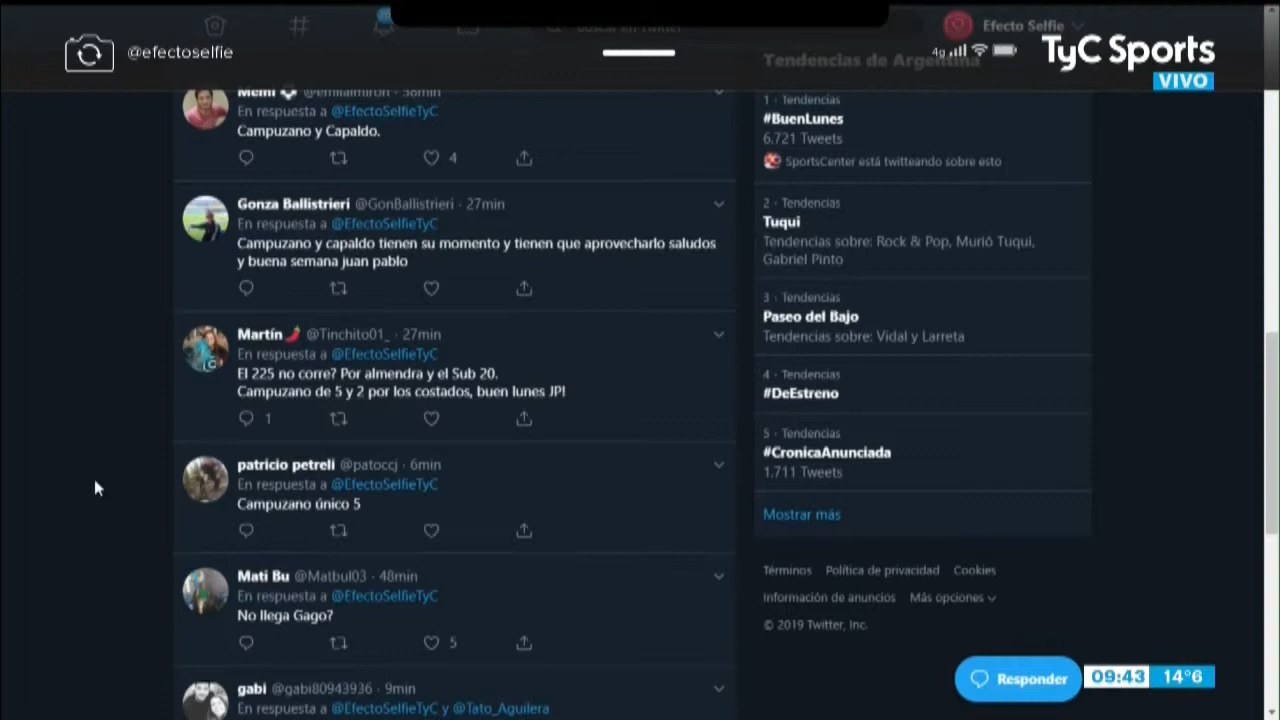 Efecto Selfie
@efectoselfie
4g
TyC Sports
VIVO
Tendencias de Argentina
@emilialmiron · 38min
En respuesta a @EfectoSelfieTyC
Campuzano y Capaldo.
4
Gonza Ballistrieri @GonBallistrieri · 27min
En respuesta a @EfectoSelfieTyC
Campuzano y capaldo tienen su momento y tienen que aprovecharlo saludos
y buena semana juan pablo
Martín @Tinchito01_ · 27min
En respuesta a @EfectoSelfieTyC
El 225 no corre? Por almendra y el Sub 20.
Campuzano de 5 y 2 por los costados, buen lunes JP!
1
patricio petreli @patoccj · 6min
En respuesta a @EfectoSelfieTyC
Campuzano único 5
Mati Bu @Matbul03 · 48min
En respuesta a @EfectoSelfieTyC
No llega Gago?
5
gabi @gabi80943936 · 9min
En respuesta a @EfectoSelfieTyC y @Tato_Aguilera
1 · Tendencias
#BuenLunes
6.721 Tweets
SportsCenter está twitteando sobre esto
2 · Tendencias
Tuqui
Tendencias sobre: Rock & Pop, Murió Tuqui,
Gabriel Pinto
3 · Tendencias
Paseo del Bajo
Tendencias sobre: Vidal y Larreta
4 · Tendencias
#DeEstreno
5 · Tendencias
#CronicaAnunciada
1.711 Tweets
Mostrar más
Términos Política de privacidad Cookies
Información de anuncios Más opciones
© 2019 Twitter, Inc.
Responder
09:43 14°6